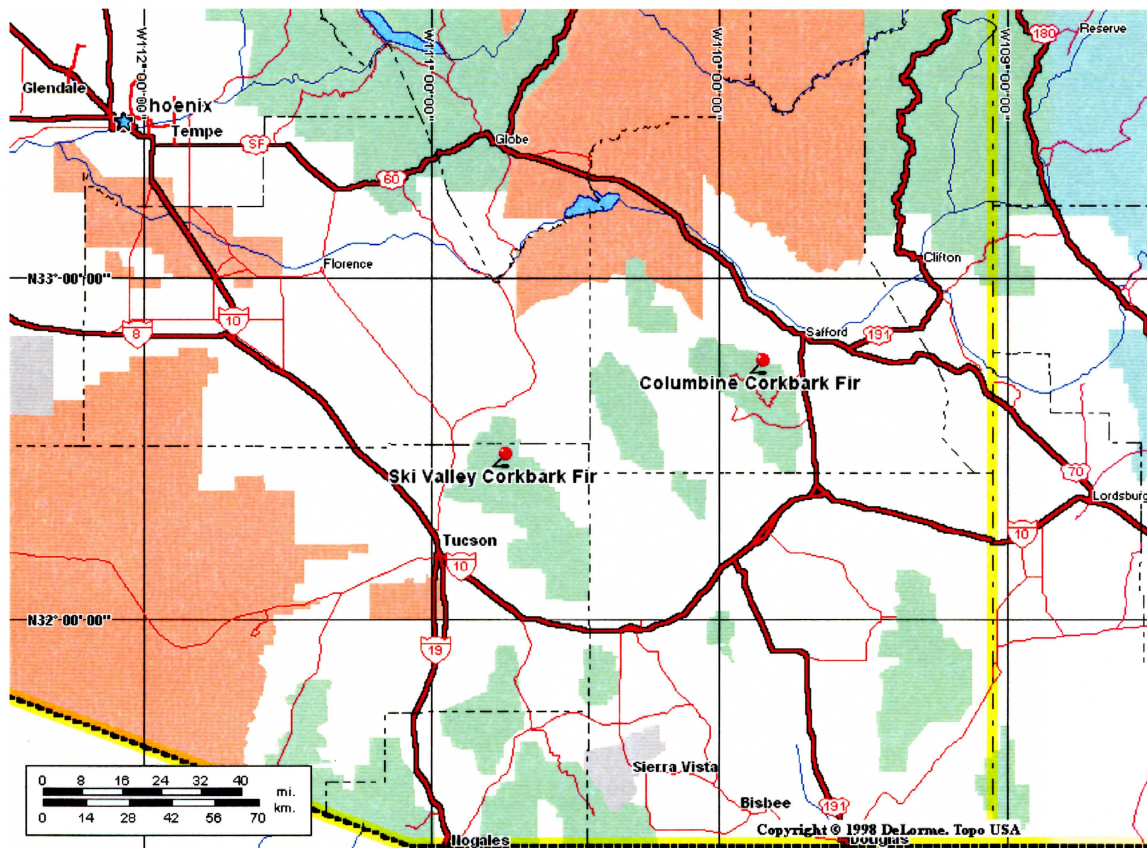 W112°00'00"
W111°00'00"
W110°00'00"
W109°00'00"
180
Reserve
Glendale
hoenix
Tempe
SF
Globe
60
Clifton
Florence
N33°00'00"
10
8
Safford
191
Columbine Corkbark Fir
Ski Valley Corkbark Fir
70
Lordsburg
Tucson
10
10
N32°00'00"
19
Sierra Vista
0 8 16 24 32 40 mi.
0 14 28 42 56 70 km.
Bisbee
191
Copyright © 1998 DeLorme. Topo USA
Nogales
Douglas